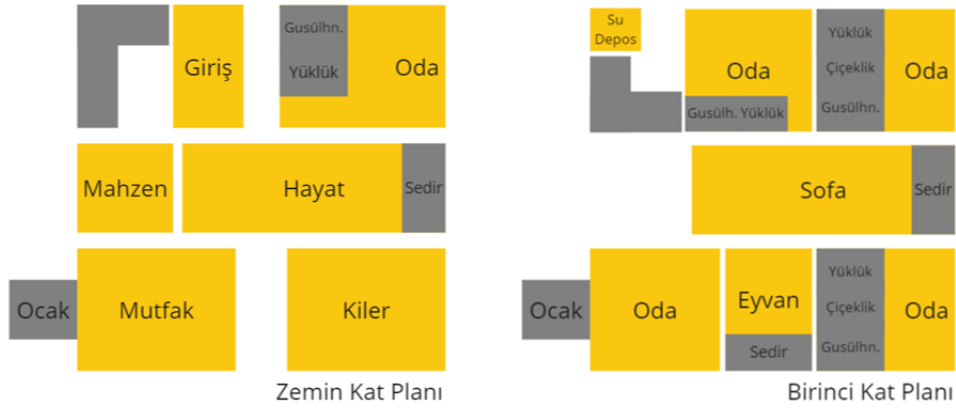 Gusülhn.
Yüklük
Giriş
Oda
Mahzen
Hayat
Sedir
Ocak
Mutfak
Kiler
Zemin Kat Planı
Su
Depos
Oda
Gusülh. Yüklük
Yüklük
Çiçeklik
Gusülhn.
Oda
Sofa
Sedir
Ocak
Oda
Eyvan
Sedir
Yüklük
Çiçeklik
Gusülhn.
Oda
Birinci Kat Planı